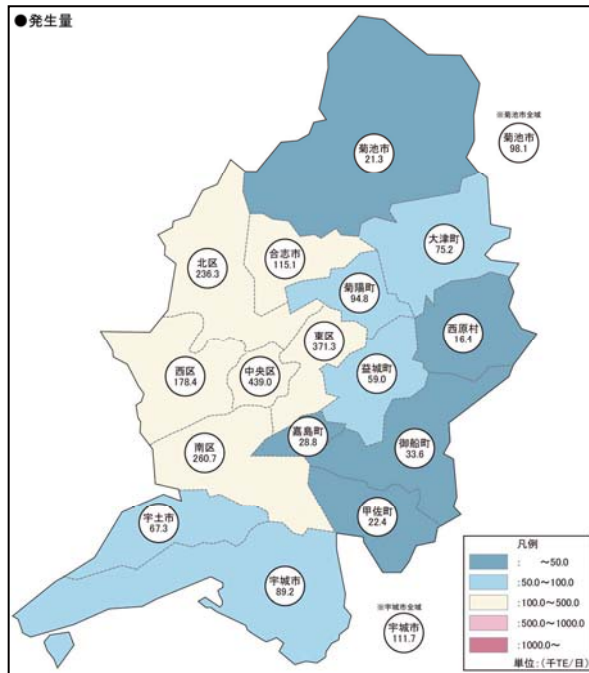 ●発生量
※菊池市全域
菊池市
98.1
菊池市
21.3
大津町
75.2
合志市
115.1
北区
236.3
菊陽町
94.8
西原村
16.4
東区
371.3
益城町
59.0
西区
178.4
中央区
439.0
嘉島町
28.8
御船町
33.6
南区
260.7
甲佐町
22.4
宇土市
67.3
宇城市
89.2
※宇城市全域
宇城市
111.7
凡例
: ～50.0
:50.0～100.0
:100.0～500.0
:500.0～1000.0
:1000.0～
単位:(千TE/日)